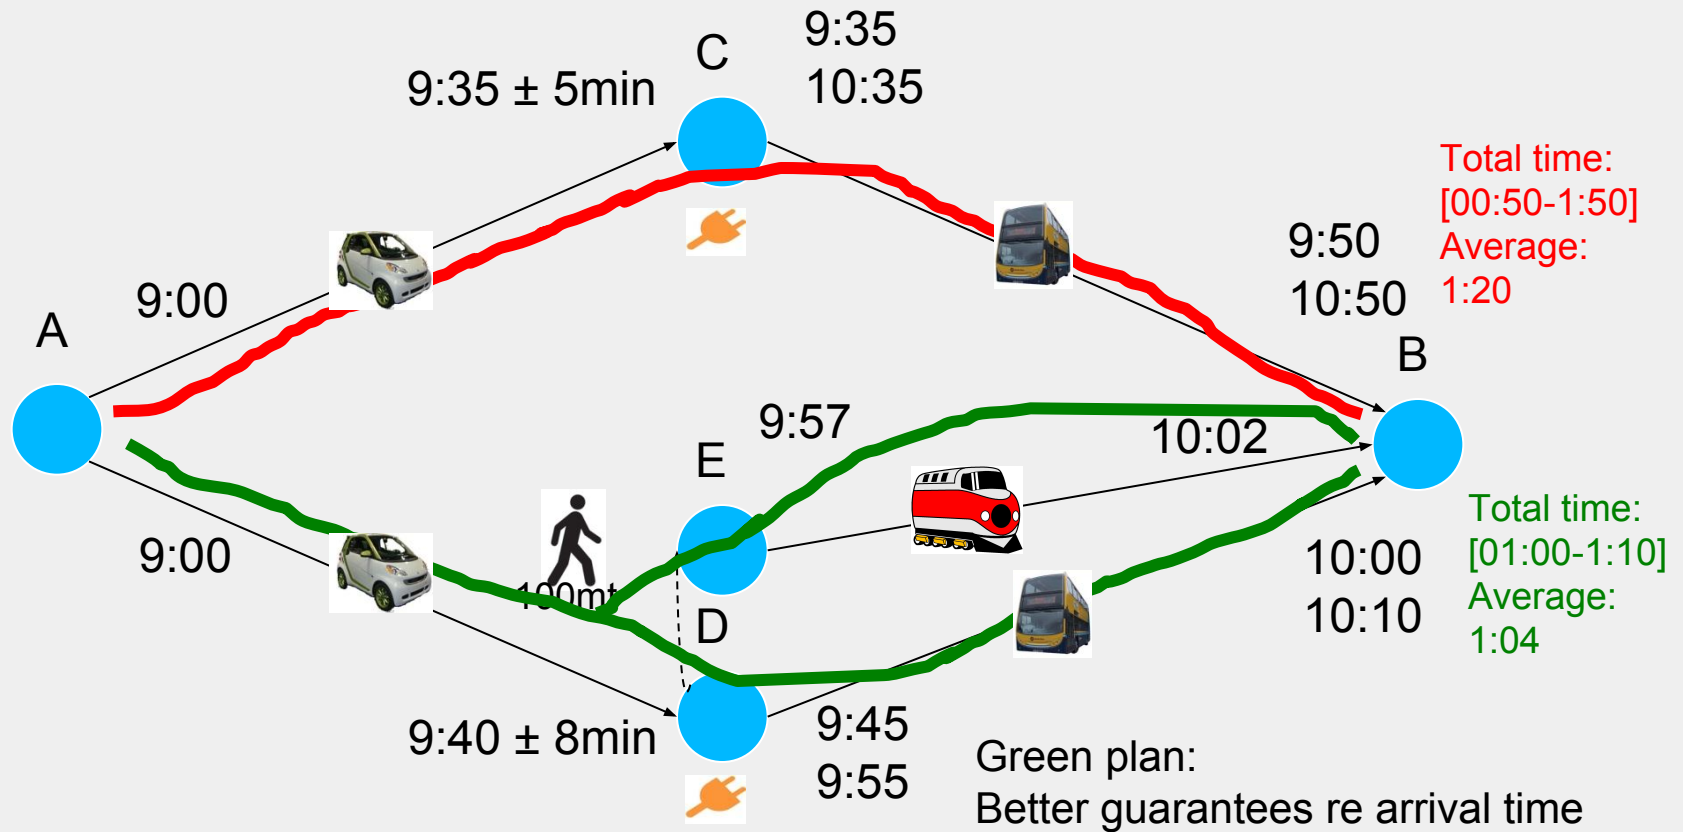 C
9:35
10:35
9:35 ± 5min
Total time:
[00:50-1:50]
Average:
1:20
9:50
10:50
9:00
A
B
9:57
10:02
E
9:00
100mt
D
Total time:
[01:00-1:10]
Average:
1:04
10:00
10:10
9:40 ± 8min
9:45
9:55
Green plan:
Better guarantees re arrival time